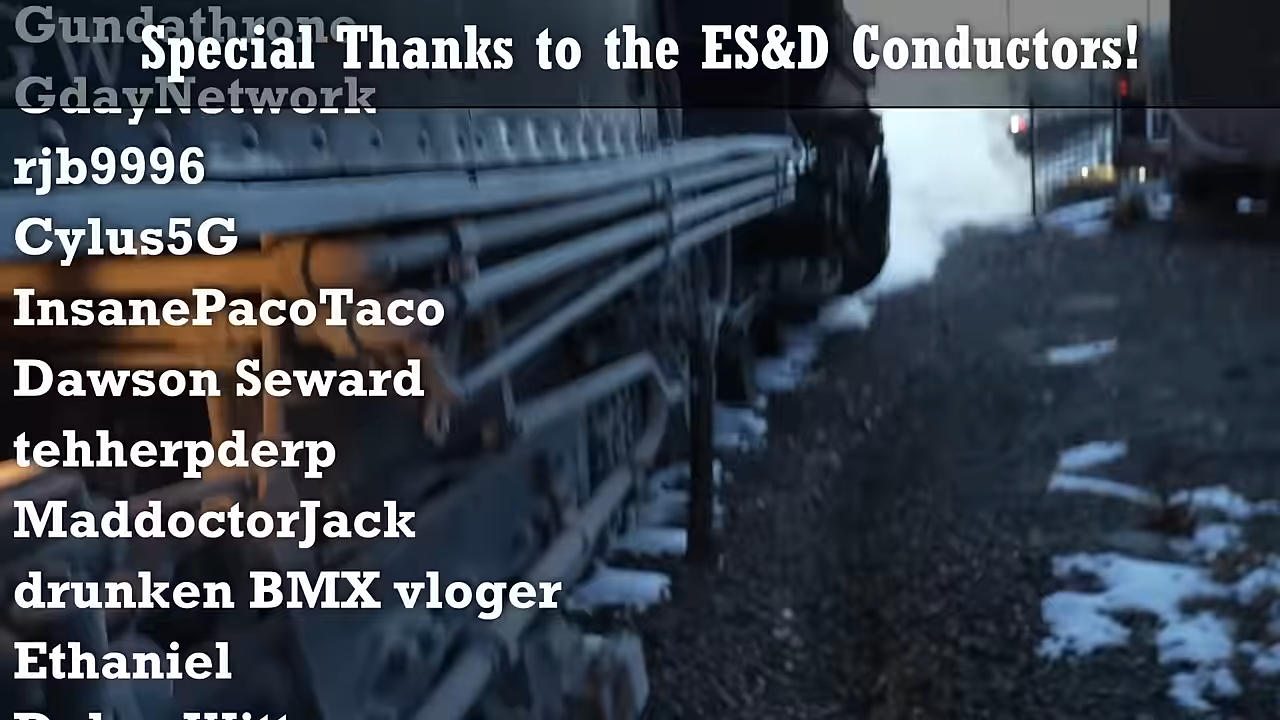 Special Thanks to the ES&D Conductors!
Gundathrone
GdayNetwork
rjb9996
Cylus5G
InsanePacoTaco
Dawson Seward
tehherpderp
MaddoctorJack
drunken BMX vloger
Ethaniel